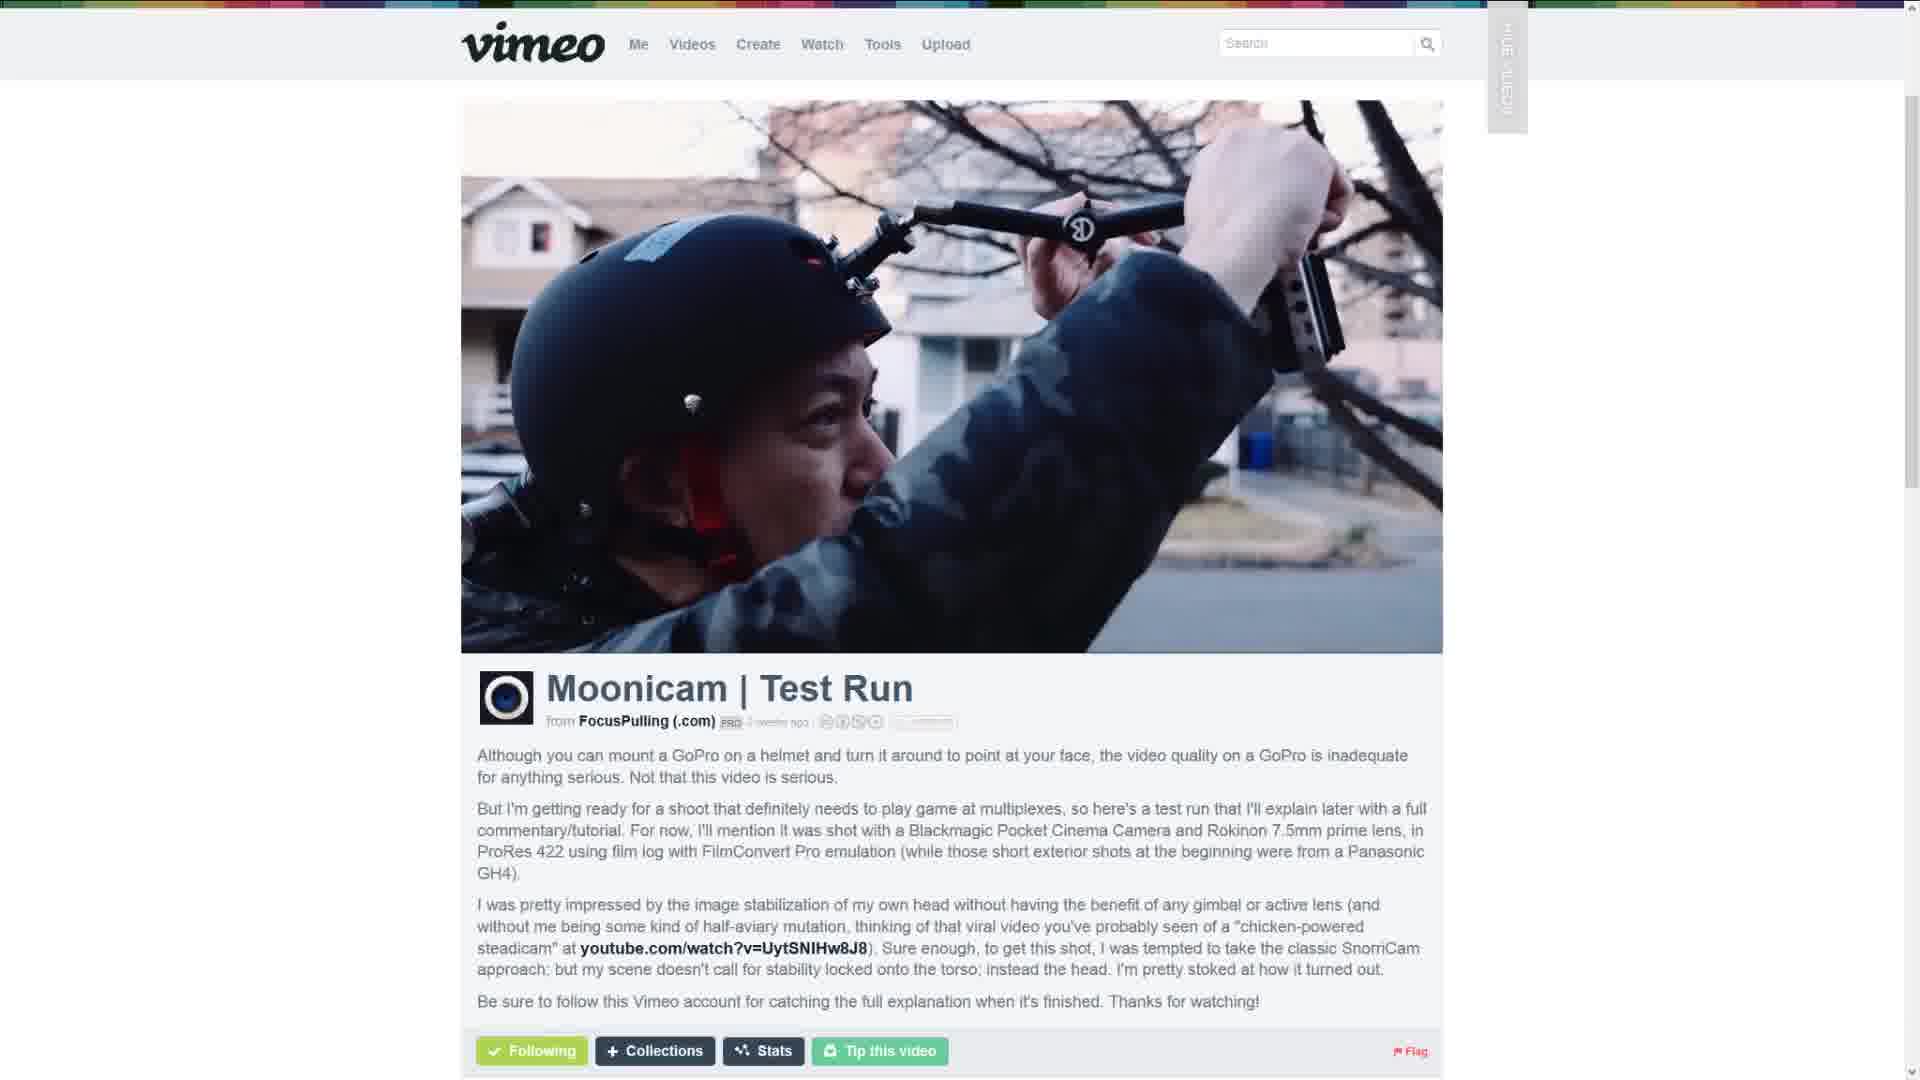 vimeo
Me Videos Create Watch Tools Upload
Search
HIDE VIDEO
Moonicam | Test Run
from FocusPulling (.com) PRO 2 weeks ago
Although you can mount a GoPro on a helmet and turn it around to point at your face, the video quality on a GoPro is inadequate
for anything serious. Not that this video is serious.
But I'm getting ready for a shoot that definitely needs to play game at multiplexes, so here's a test run that I'll explain later with a full
commentary/tutorial. For now, I'll mention it was shot with a Blackmagic Pocket Cinema Camera and Rokinon 7.5mm prime lens, in
ProRes 422 using film log with FilmConvert Pro emulation (while those short exterior shots at the beginning were from a Panasonic
GH4).
I was pretty impressed by the image stabilization of my own head without having the benefit of any gimbal or active lens (and
without me being some kind of half-aviary mutation, thinking of that viral video you've probably seen of a "chicken-powered
steadicam" at youtube.com/watch?v=UytSNlHw8J8). Sure enough, to get this shot, I was tempted to take the classic SnorriCam
approach; but my scene doesn't call for stability locked onto the torso; instead the head. I'm pretty stoked at how it turned out.
Be sure to follow this Vimeo account for catching the full explanation when it's finished. Thanks for watching!
Following
Collections
Stats
Tip this video
Flag